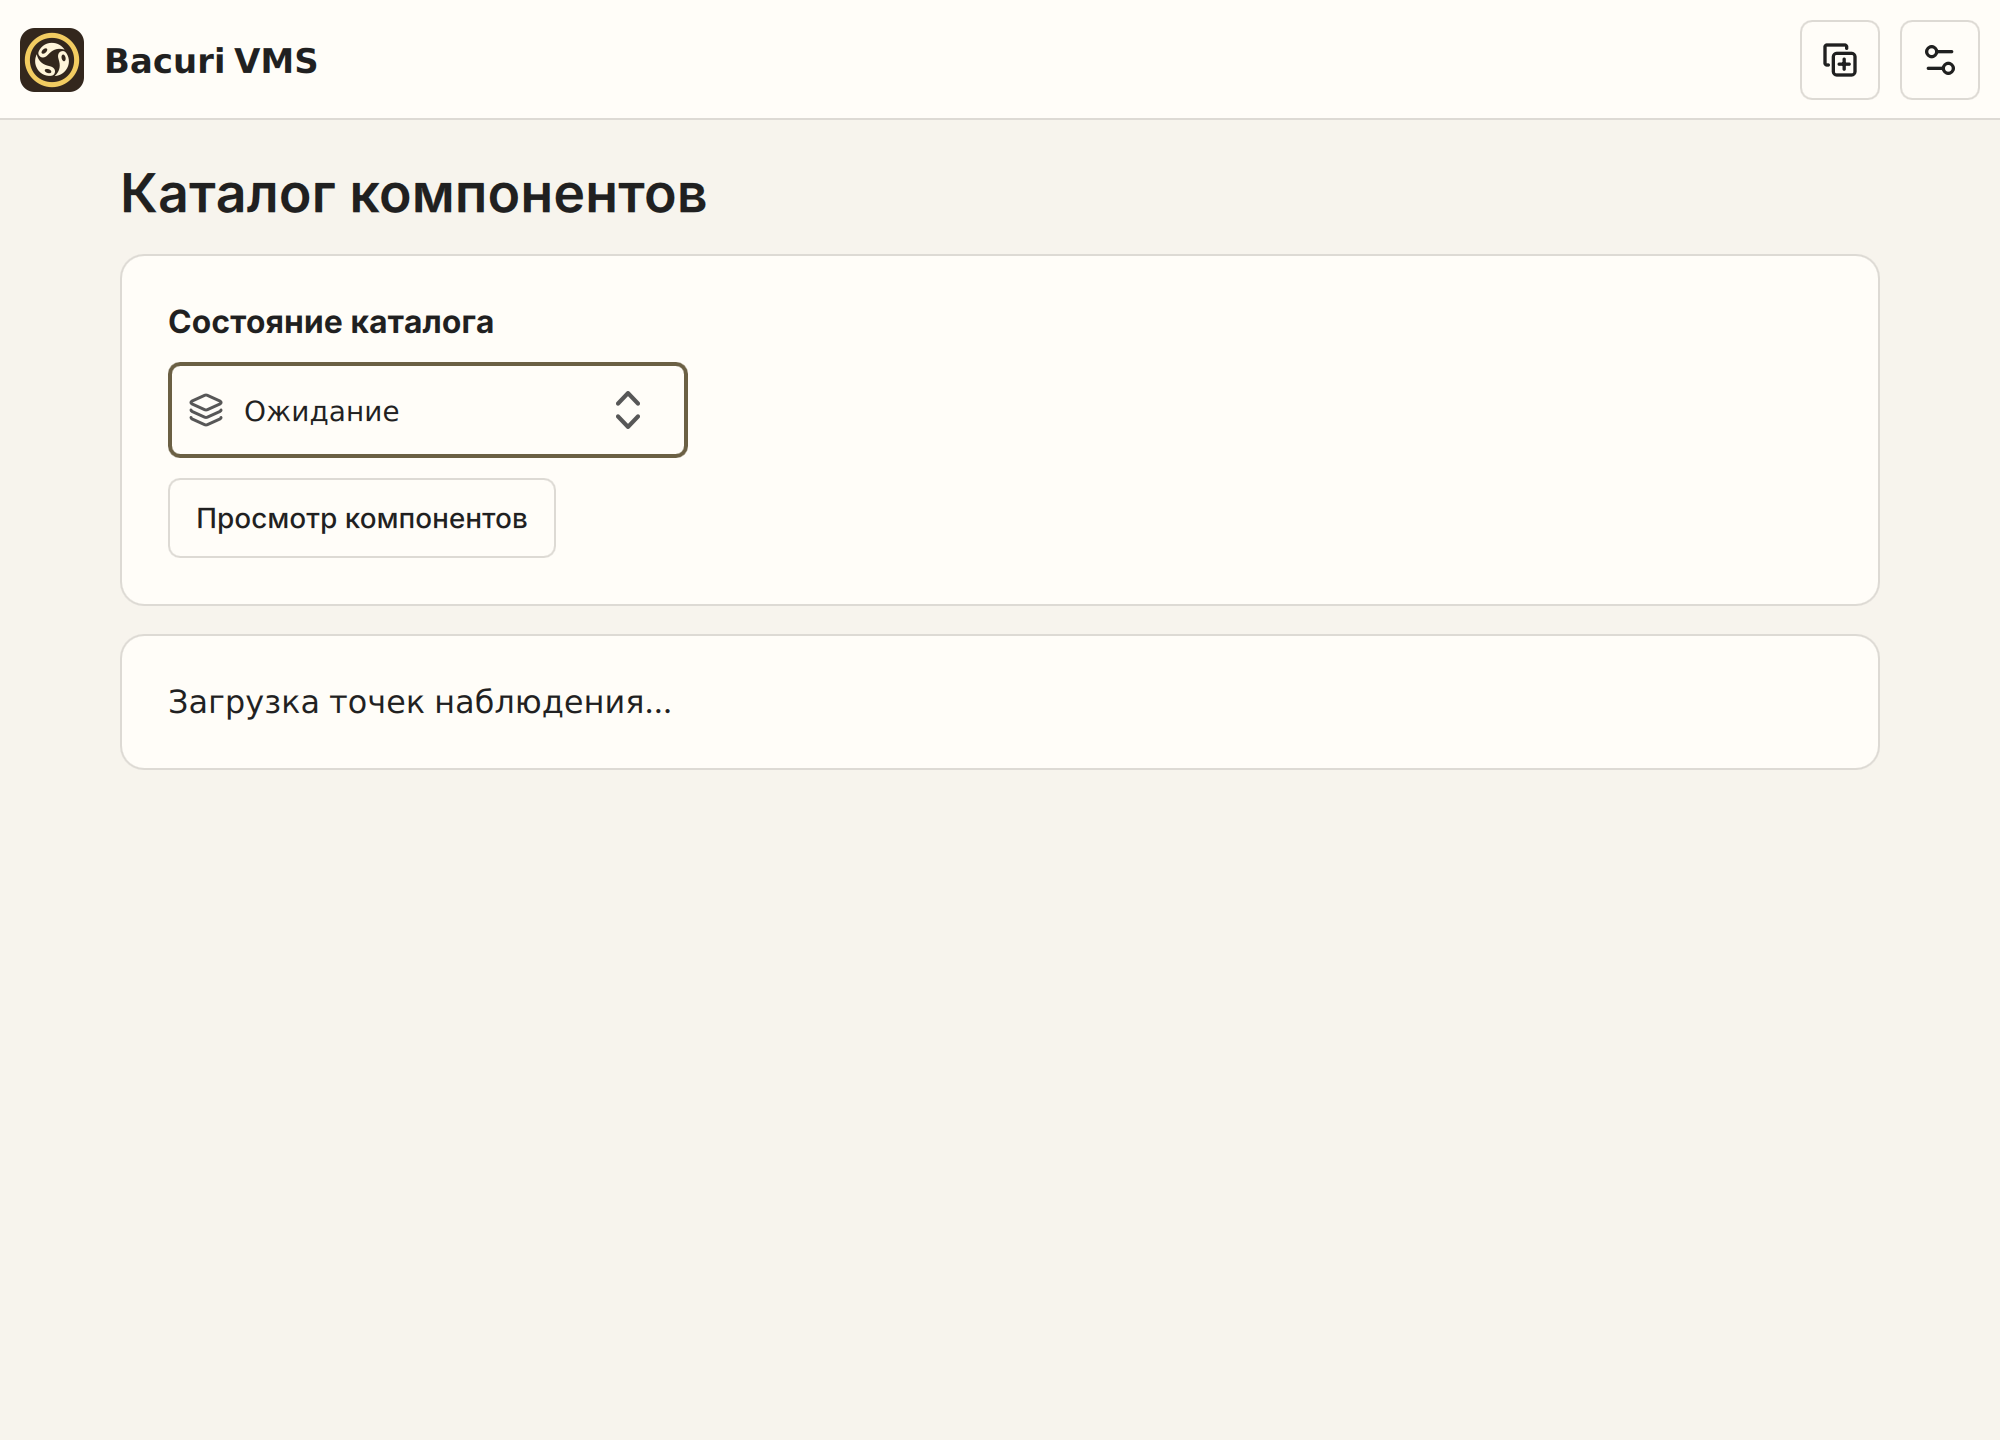 Bacuri VMS
Каталог компонентов
Состояние каталога
Ожидание
Просмотр компонентов
Загрузка точек наблюдения...